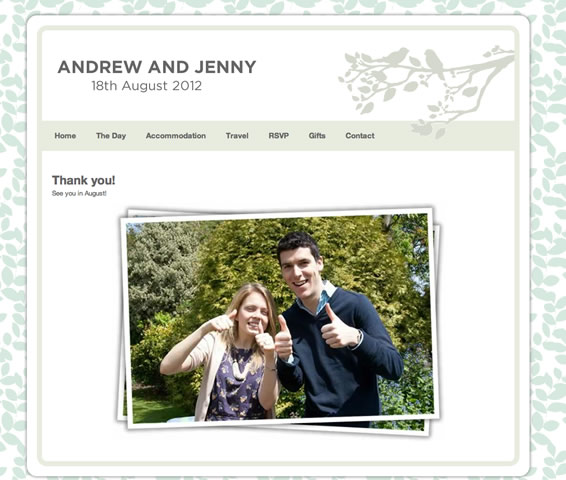 ANDREW AND JENNY
18th August 2012
Home The Day Accommodation Travel RSVP Gifts Contact
Thank you!
See you in August!